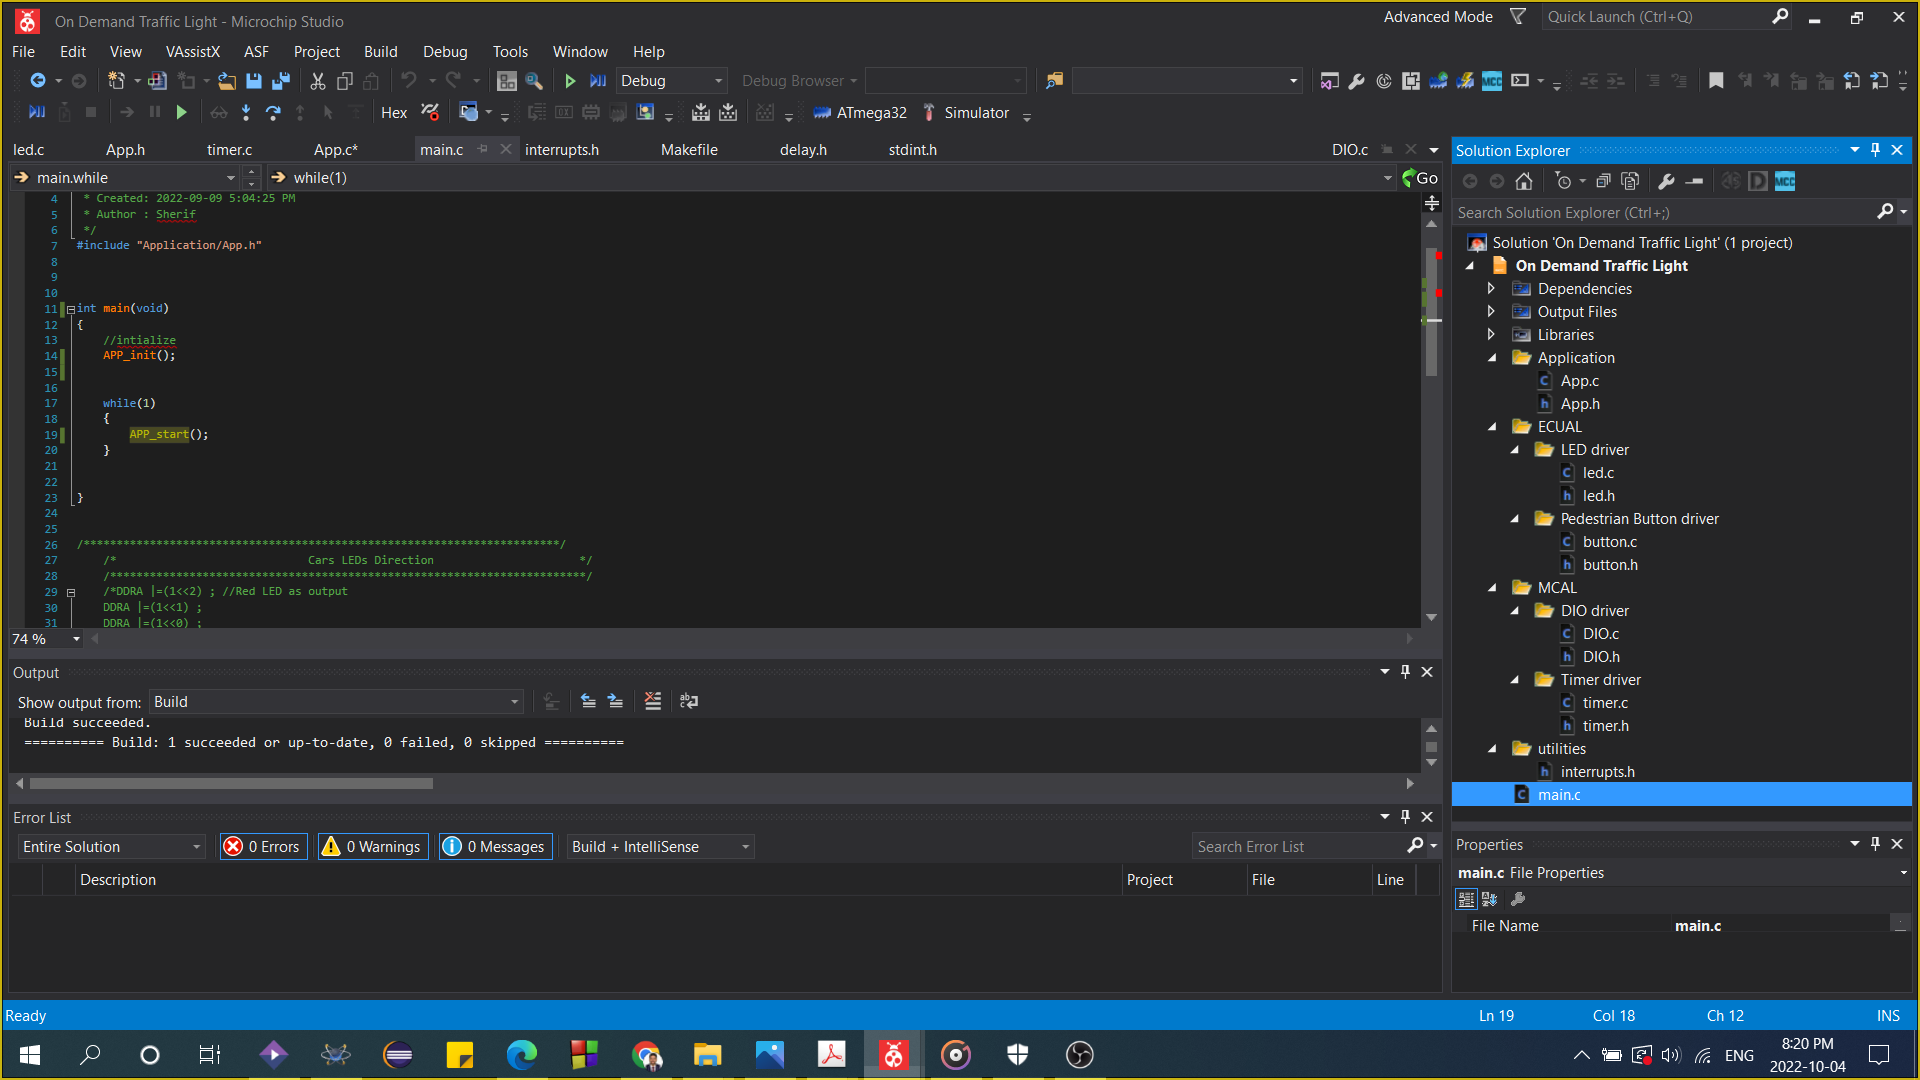 On Demand Traffic Light - Microchip Studio
Advanced Mode
Quick Launch (Ctrl+Q)
File Edit View VAssistX ASF Project Build Debug Tools Window Help
Debug
Debug Browser
Hex
ATmega32
Simulator
led.c App.h timer.c App.c* main.c interrupts.h Makefile delay.h stdint.h DIO.c
main.while
while(1)
Go
4 * Created: 2022-09-09 5:04:25 PM
5 * Author : Sherif
6 */
7 #include "Application/App.h"
8
9
10
11 int main(void)
12 {
13 //intialize
14 APP_init();
15
16
17 while(1)
18 {
19 APP_start();
20 }
21
22
23 }
24
25
26 /************************************************************************/
27 /* Cars LEDs Direction */
28 /************************************************************************/
29 /*DDRA |=(1<<2) ; //Red LED as output
30 DDRA |=(1<<1) ;
31 DDRA |=(1<<0) ;
74 %
Output
Show output from: Build
Build succeeded.
========== Build: 1 succeeded or up-to-date, 0 failed, 0 skipped ==========
Error List
Entire Solution
0 Errors
0 Warnings
0 Messages
Build + IntelliSense
Search Error List
Description Project File Line
Solution Explorer
MCC
Search Solution Explorer (Ctrl+;)
Solution 'On Demand Traffic Light' (1 project)
On Demand Traffic Light
Dependencies
Output Files
Libraries
Application
App.c
App.h
ECUAL
LED driver
led.c
led.h
Pedestrian Button driver
button.c
button.h
MCAL
DIO driver
DIO.c
DIO.h
Timer driver
timer.c
timer.h
utilities
interrupts.h
main.c
Properties
main.c File Properties
File Name main.c
Ready
Ln 19 Col 18 Ch 12 INS
ENG
8:20 PM
2022-10-04